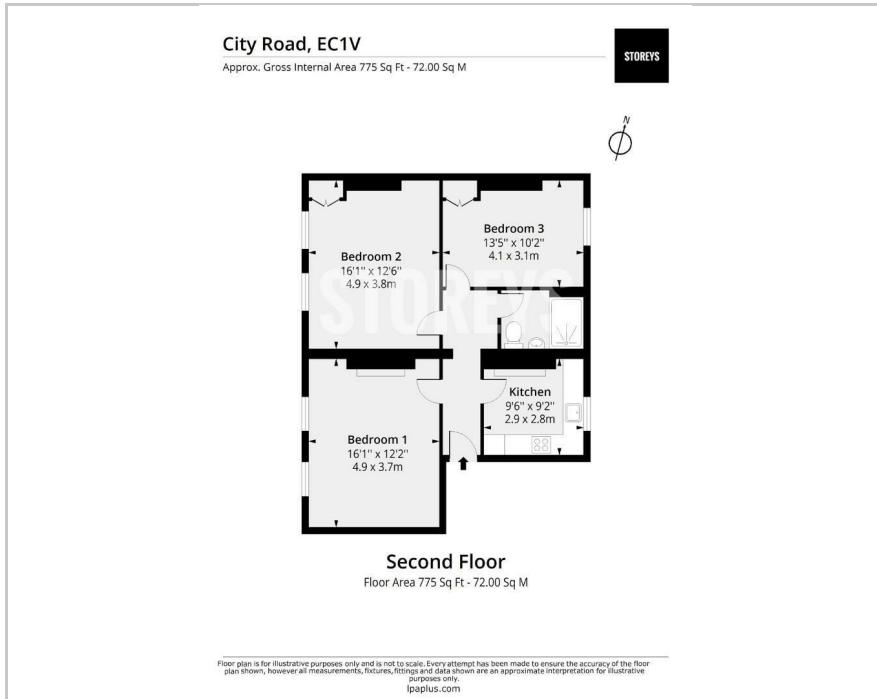 City Road, EC1V
Approx. Gross Internal Area 775 Sq Ft - 72.00 Sq M
STOREYS
N
Bedroom 3
13'5" x 10'2"
4.1 x 3.1m
Bedroom 2
16'1" x 12'6"
4.9 x 3.8m
STOREYS
Kitchen
9'6" x 9'2"
2.9 x 2.8m
Bedroom 1
16'1" x 12'2"
4.9 x 3.7m
Second Floor
Floor Area 775 Sq Ft - 72.00 Sq M
Floor plan is for illustrative purposes only and is not to scale. Every attempt has been made to ensure the accuracy of the floor
plan shown, however all measurements, fixtures, fittings and data shown are an approximate interpretation for illustrative
purposes only.
lpaplus.com